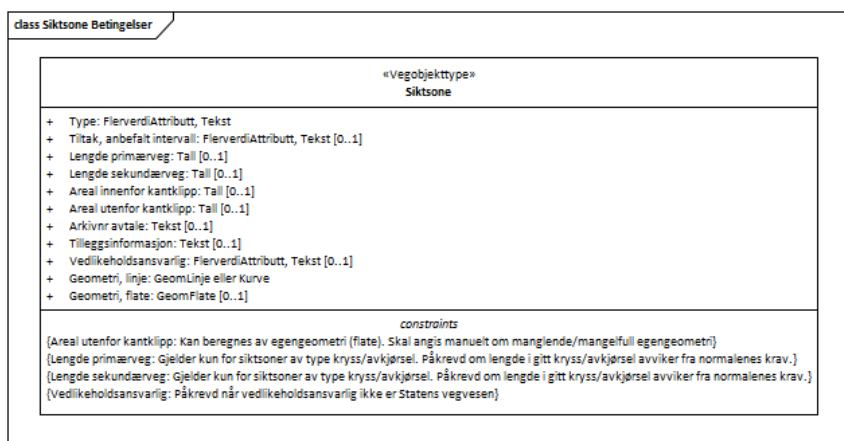 class Siktsone Betingelser
«Vegobjekttype»
Siktsone
+ Type: FlerverdiAttributt, Tekst
+ Tiltak, anbefalt intervall: FlerverdiAttributt, Tekst [0..1]
+ Lengde primærveg: Tall [0..1]
+ Lengde sekundærveg: Tall [0..1]
+ Areal innenfor kantklipp: Tall [0..1]
+ Areal utenfor kantklipp: Tall [0..1]
+ Arkivnr avtale: Tekst [0..1]
+ Tilleggsinformasjon: Tekst [0..1]
+ Vedlikeholdsansvarlig: FlerverdiAttributt, Tekst [0..1]
+ Geometri, linje: GeomLinje eller Kurve
+ Geometri, flate: GeomFlate [0..1]
constraints
{Areal utenfor kantklipp: Kan beregnes av egengeometri (flate). Skal angis manuelt om manglende/mangelfull egengeometri}
{Lengde primærveg: Gjelder kun for siktsoner av type kryss/avkjørsel. Påkrevd om lengde i gitt kryss/avkjørsel avviker fra normalenes krav.}
{Lengde sekundærveg: Gjelder kun for siktsoner av type kryss/avkjørsel. Påkrevd om lengde i gitt kryss/avkjørsel avviker fra normalenes krav.}
{Vedlikeholdsansvarlig: Påkrevd når vedlikeholdsansvarlig ikke er Statens vegvesen}